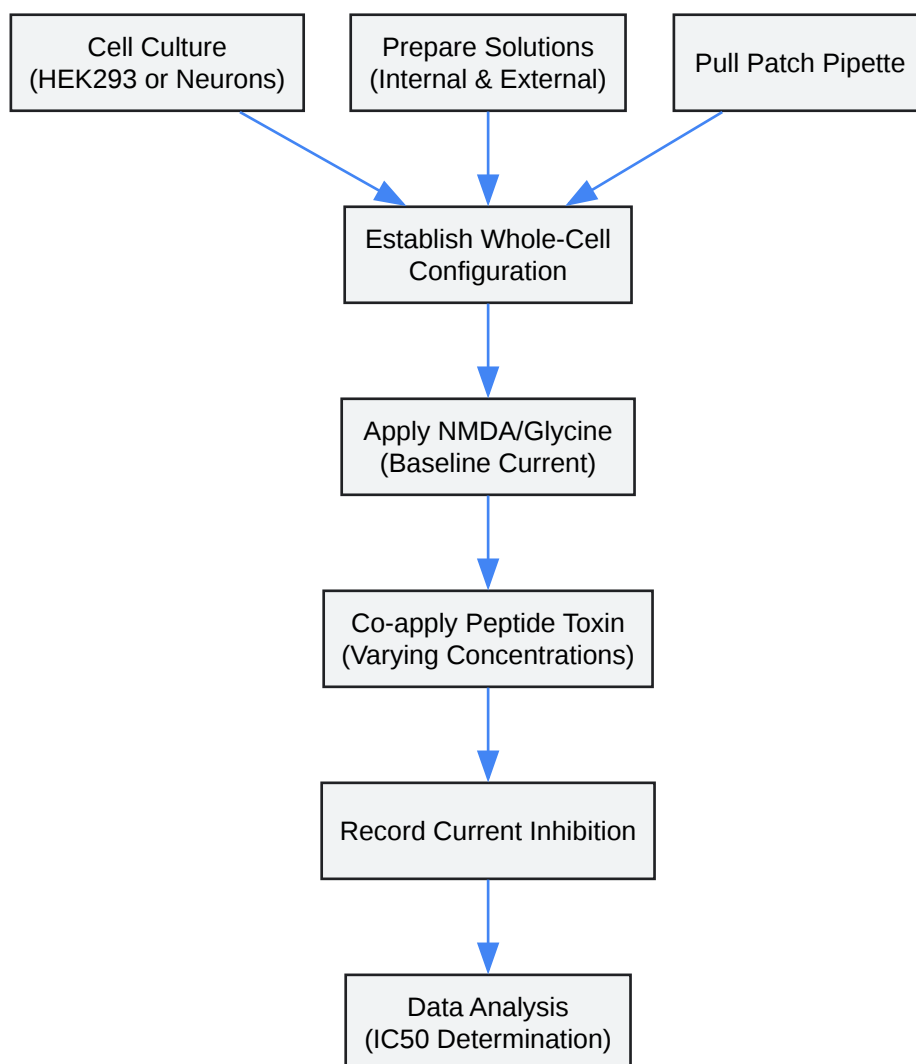 Cell Culture
(HEK293 or Neurons)
Prepare Solutions
(Internal & External)
Pull Patch Pipette
Establish Whole-Cell
Configuration
Apply NMDA/Glycine
(Baseline Current)
Co-apply Peptide Toxin
(Varying Concentrations)
Record Current Inhibition
Data Analysis
(IC50 Determination)